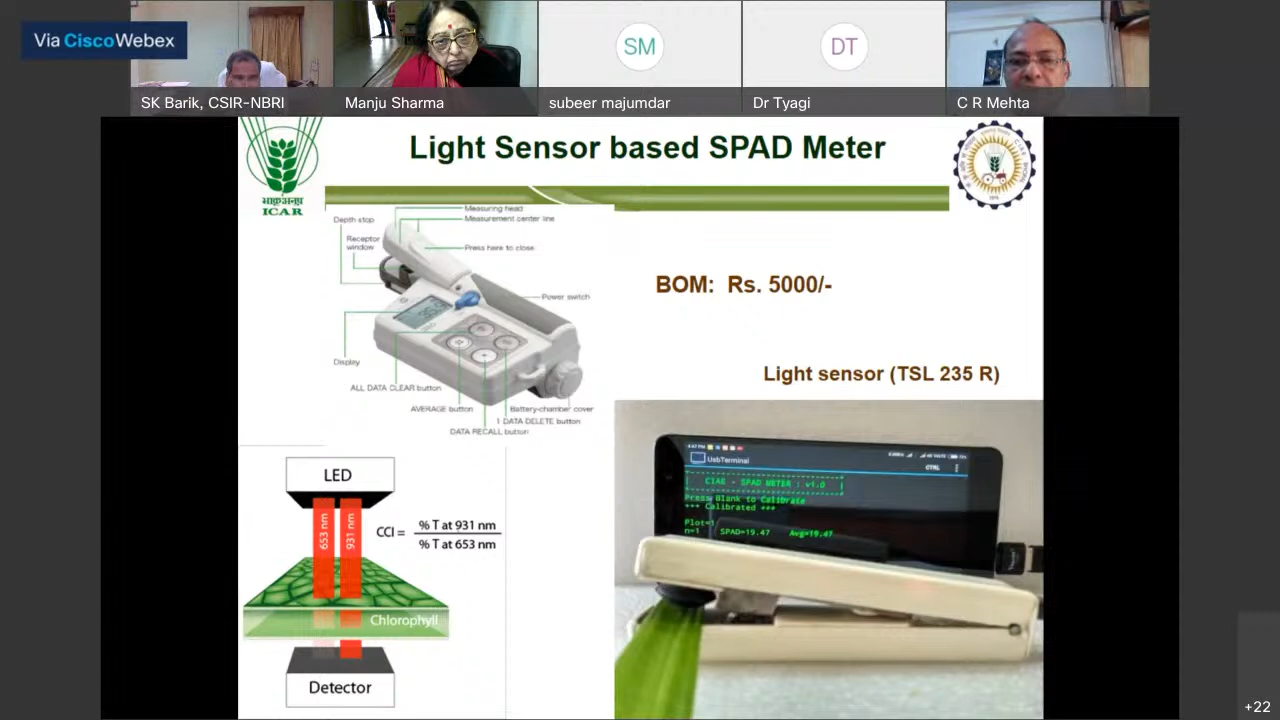 Via Cisco Webex
SK Barik, CSIR-NBRI
Manju Sharma
SM
subeer majumdar
DT
Dr Tyagi
C R Mehta
Light Sensor based SPAD Meter
भाकृअनुप
ICAR
Measuring head
Depth stop
Measurement center line
Receptor
window
Press here to close
Power switch
Display
ALL DATA CLEAR button
AVERAGE button
Battery-chamber cover
1 DATA DELETE button
DATA RECALL button
BOM: Rs. 5000/-
Light sensor (TSL 235 R)
LED
653 nm
931 nm
CCI = % T at 931 nm
% T at 653 nm
Chlorophyll
Detector
UsbTerminal
CTRL
CIAE - SPAD METER : v1.0
Press Blank to Calibrate
*** Calibrated ***
Plot=1
n=1 SPAD=19.47 Avg=19.47
+22